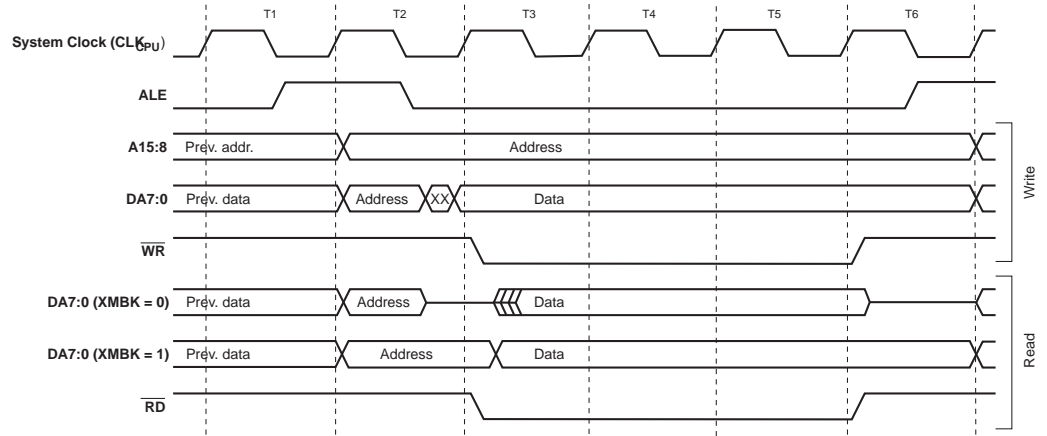 T1 T2 T3 T4 T5 T6
System Clock (CLKCPU)
ALE
A15:8 Prev. addr. Address
DA7:0 Prev. data Address XX Data
WR
Write
DA7:0 (XMBK = 0) Prev. data Address Data
DA7:0 (XMBK = 1) Prev. data Address Data
RD
Read